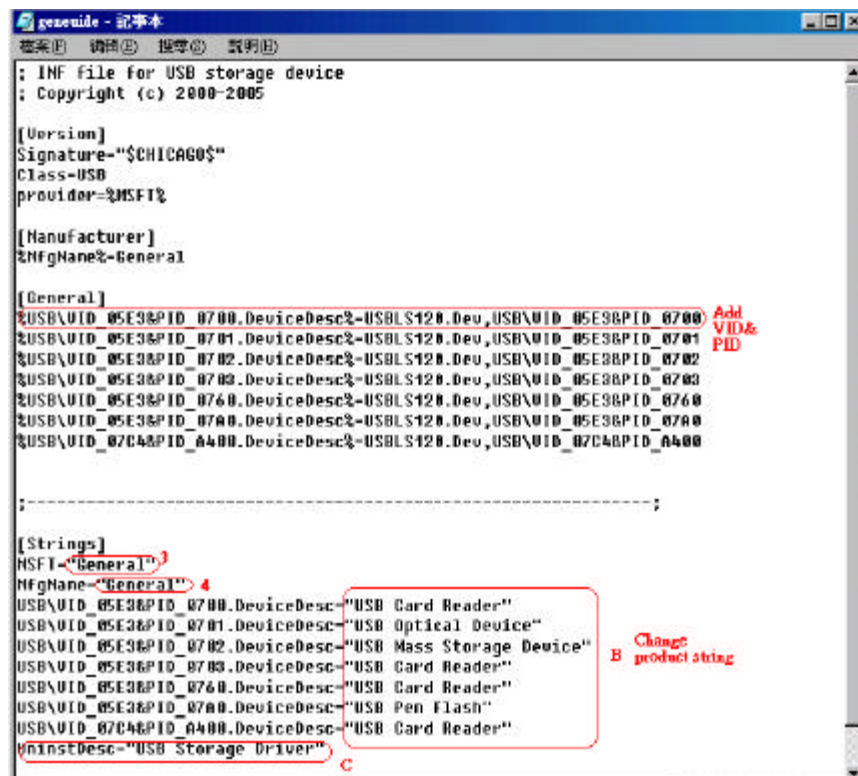 geneuide - 記事本
檔案(F) 編輯(E) 搜尋(S) 說明(H)
; INF file for USB storage device
; Copyright (c) 2000-2005
[Version]
Signature="$CHICAGO$"
Class=USB
provider=%MSFT%
[Manufacturer]
%MfgName%=General
[General]
%USB\VID_05E3&PID_0700.DeviceDesc%=USBLS120.Dev,USB\VID_05E3&PID_0700 Add
%USB\VID_05E3&PID_0701.DeviceDesc%=USBLS120.Dev,USB\VID_05E3&PID_0701 VID&
PID
%USB\VID_05E3&PID_0702.DeviceDesc%=USBLS120.Dev,USB\VID_05E3&PID_0702
%USB\VID_05E3&PID_0703.DeviceDesc%=USBLS120.Dev,USB\VID_05E3&PID_0703
%USB\VID_05E3&PID_0760.DeviceDesc%=USBLS120.Dev,USB\VID_05E3&PID_0760
%USB\VID_05E3&PID_07A0.DeviceDesc%=USBLS120.Dev,USB\VID_05E3&PID_07A0
%USB\VID_07C4&PID_A400.DeviceDesc%=USBLS120.Dev,USB\VID_07C4&PID_A400
;---------------------------------------------------------------;
[Strings]
MSFT="General" 3
MfgName="General" 4
USB\VID_05E3&PID_0700.DeviceDesc="USB Card Reader"
USB\VID_05E3&PID_0701.DeviceDesc="USB Optical Device"
USB\VID_05E3&PID_0702.DeviceDesc="USB Mass Storage Device" B Change
product string
USB\VID_05E3&PID_0703.DeviceDesc="USB Card Reader"
USB\VID_05E3&PID_0760.DeviceDesc="USB Card Reader"
USB\VID_05E3&PID_07A0.DeviceDesc="USB Pen Flash"
USB\VID_07C4&PID_A400.DeviceDesc="USB Card Reader"
UninstDesc="USB Storage Driver" C